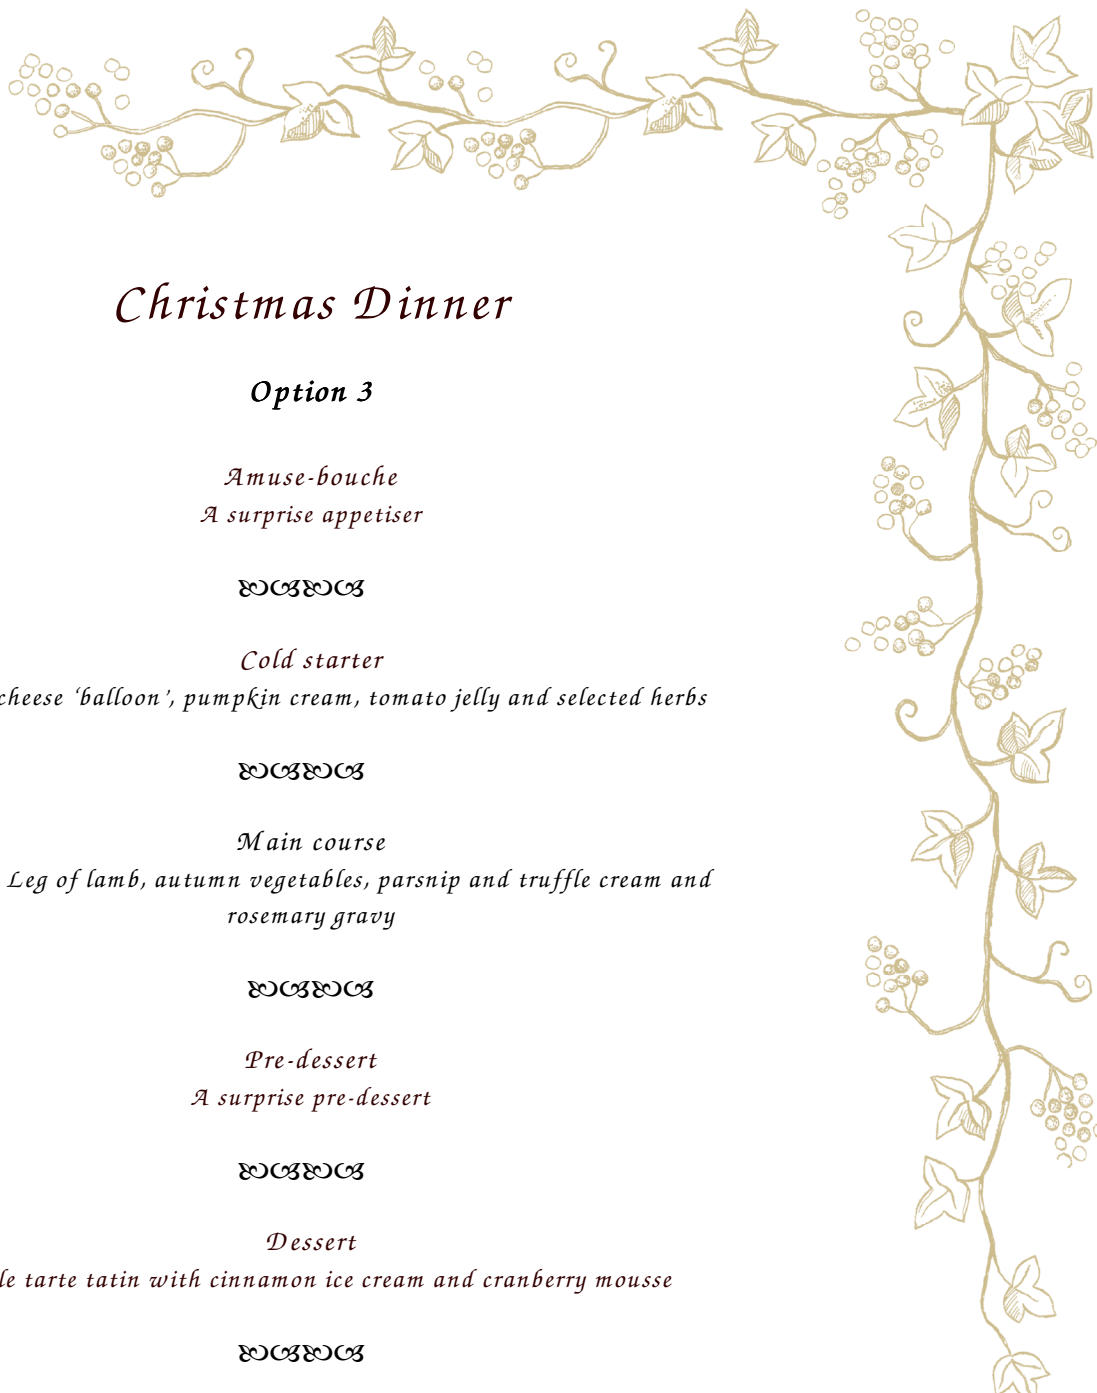 Christmas Dinner
Option 3
Amuse-bouche
A surprise appetiser
Cold starter
cheese ‘balloon’, pumpkin cream, tomato jelly and selected herbs
Main course
Leg of lamb, autumn vegetables, parsnip and truffle cream and
rosemary gravy
Pre-dessert
A surprise pre-dessert
Dessert
tarte tatin with cinnamon ice cream and cranberry mousse